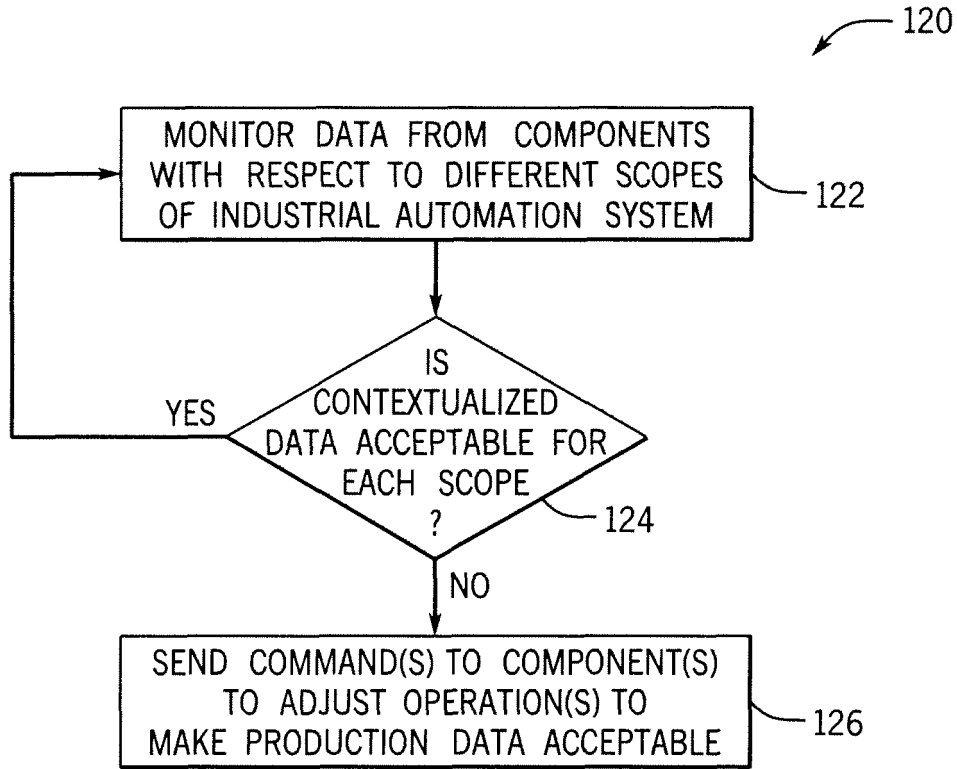 120
MONITOR DATA FROM COMPONENTS
WITH RESPECT TO DIFFERENT SCOPES
OF INDUSTRIAL AUTOMATION SYSTEM
122
IS
CONTEXTUALIZED
DATA ACCEPTABLE FOR
EACH SCOPE
?
YES
124
NO
SEND COMMAND(S) TO COMPONENT(S)
TO ADJUST OPERATION(S) TO
MAKE PRODUCTION DATA ACCEPTABLE
126